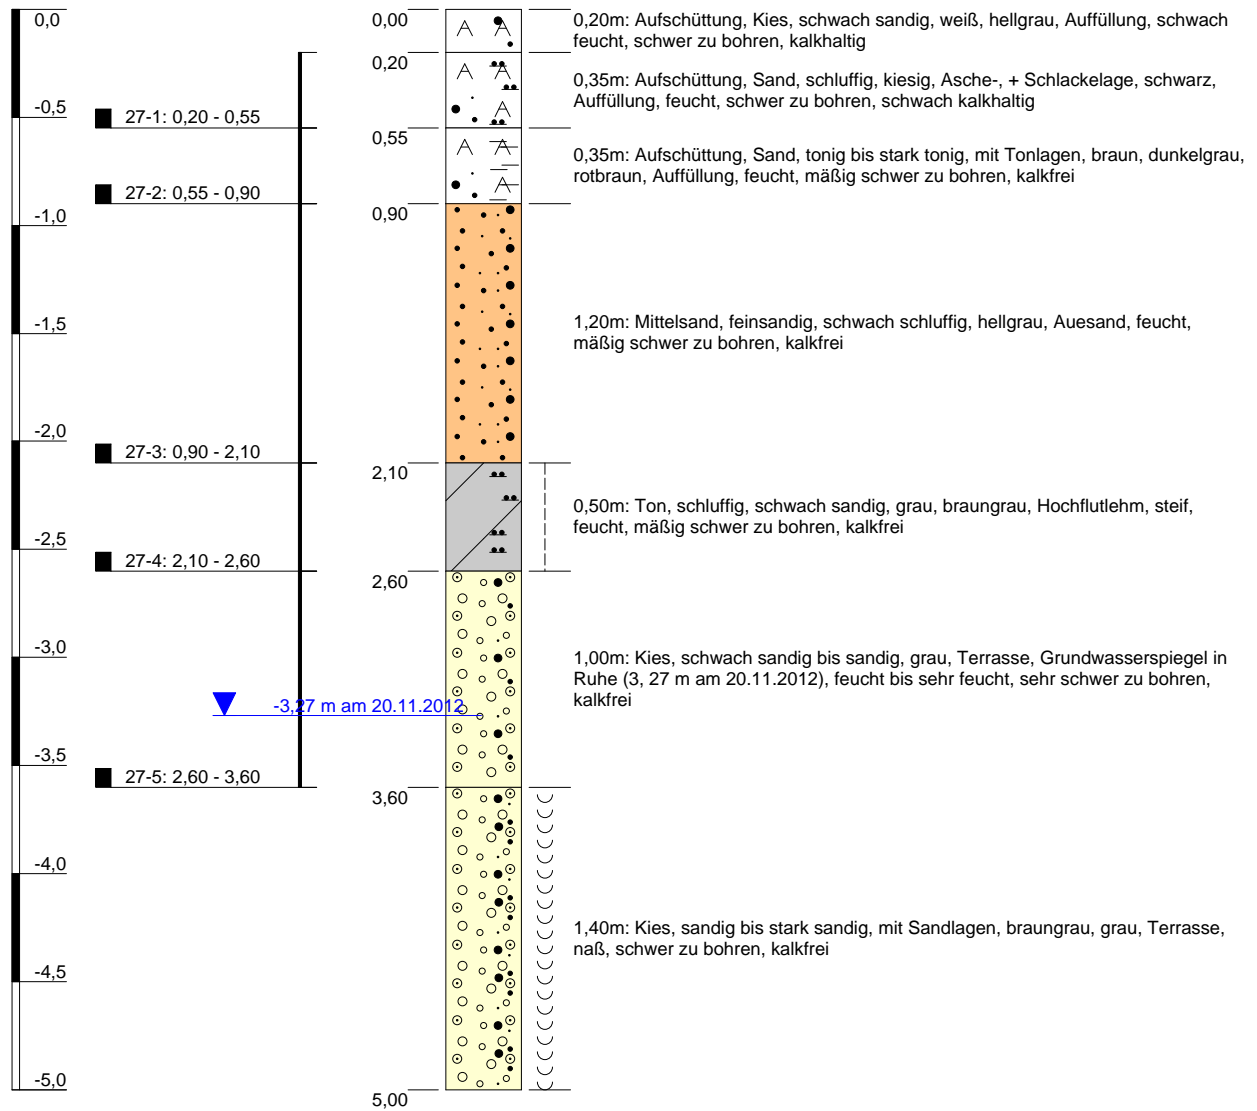 0,0
0,00
0,20m: Aufschüttung, Kies, schwach sandig, weiß, hellgrau, Auffüllung, schwach
feucht, schwer zu bohren, kalkhaltig
0,20
0,35m: Aufschüttung, Sand, schluffig, kiesig, Asche-, + Schlackelage, schwarz,
Auffüllung, feucht, schwer zu bohren, schwach kalkhaltig
-0,5
27-1: 0,20 - 0,55
0,55
0,35m: Aufschüttung, Sand, tonig bis stark tonig, mit Tonlagen, braun, dunkelgrau,
rotbraun, Auffüllung, feucht, mäßig schwer zu bohren, kalkfrei
27-2: 0,55 - 0,90
0,90
-1,0
-1,5
1,20m: Mittelsand, feinsandig, schwach schluffig, hellgrau, Auesand, feucht,
mäßig schwer zu bohren, kalkfrei
-2,0
27-3: 0,90 - 2,10
2,10
0,50m: Ton, schluffig, schwach sandig, grau, braungrau, Hochflutlehm, steif,
feucht, mäßig schwer zu bohren, kalkfrei
-2,5
27-4: 2,10 - 2,60
2,60
-3,0
1,00m: Kies, schwach sandig bis sandig, grau, Terrasse, Grundwasserspiegel in
Ruhe (3, 27 m am 20.11.2012), feucht bis sehr feucht, sehr schwer zu bohren,
kalkfrei
-3,27 m am 20.11.2012
-3,5
27-5: 2,60 - 3,60
3,60
-4,0
1,40m: Kies, sandig bis stark sandig, mit Sandlagen, braungrau, grau, Terrasse,
naß, schwer zu bohren, kalkfrei
-4,5
-5,0
5,00